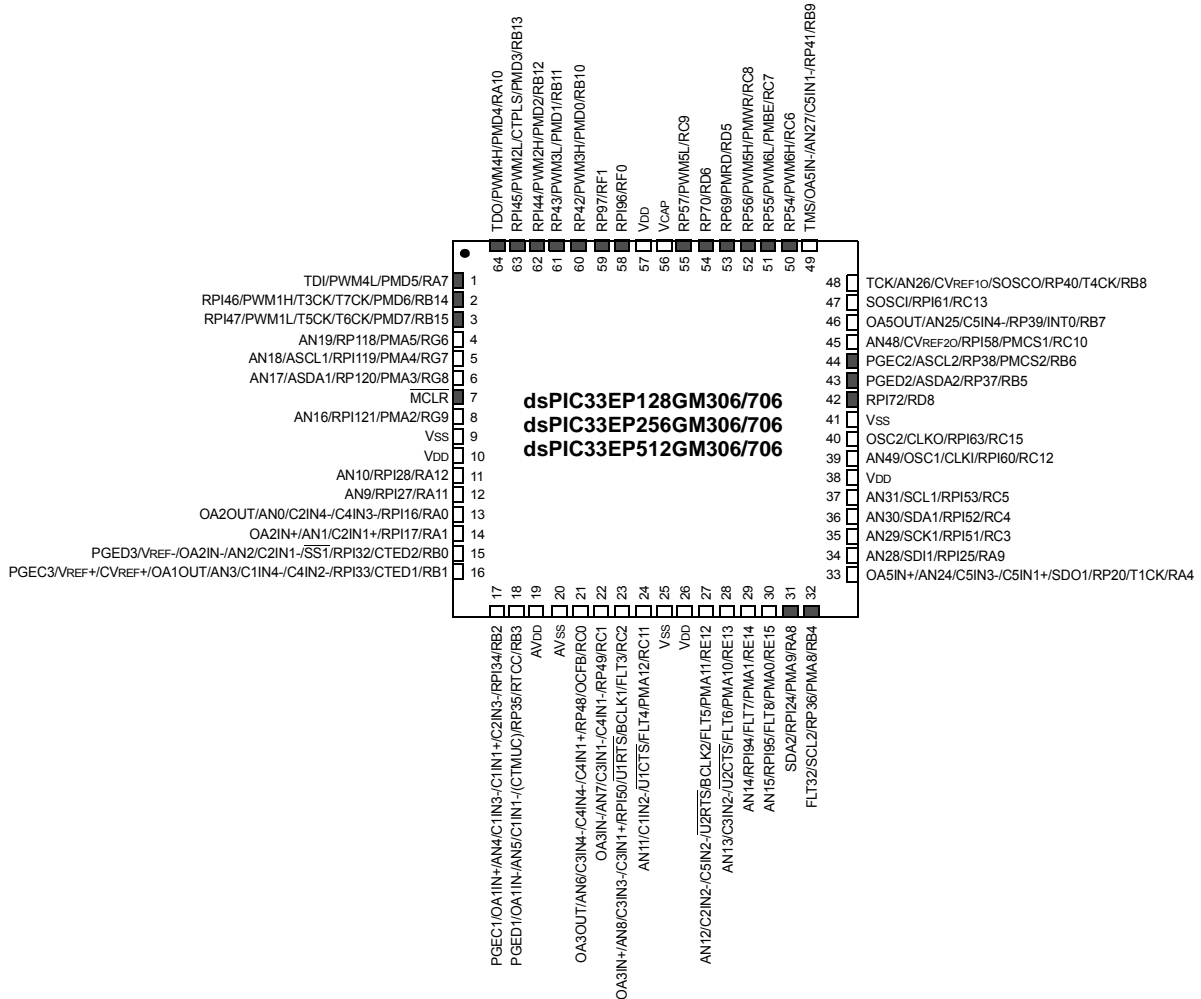 64 TDO/PWM4H/PMD4/RA10
63 RPI45/PWM2L/CTPLS/PMD3/RB13
62 RPI44/PWM2H/PMD2/RB12
61 RP43/PWM3L/PMD1/RB11
60 RP42/PWM3H/PMD0/RB10
59 RP97/RF1
58 RPI96/RF0
57 VDD
56 VCAP
55 RP57/PWM5L/RC9
54 RP70/RD6
53 RP69/PMRD/RD5
52 RP56/PWM5H/PMWR/RC8
51 RP55/PWM6L/PMBE/RC7
50 RP54/PWM6H/RC6
49 TMS/OA5IN-/AN27/C5IN1-/RP41/RB9
TDI/PWM4L/PMD5/RA7 1
RPI46/PWM1H/T3CK/T7CK/PMD6/RB14 2
RPI47/PWM1L/T5CK/T6CK/PMD7/RB15 3
AN19/RP118/PMA5/RG6 4
AN18/ASCL1/RPI119/PMA4/RG7 5
AN17/ASDA1/RP120/PMA3/RG8 6
MCLR 7
AN16/RPI121/PMA2/RG9 8
VSS 9
VDD 10
AN10/RPI28/RA12 11
AN9/RPI27/RA11 12
OA2OUT/AN0/C2IN4-/C4IN3-/RPI16/RA0 13
OA2IN+/AN1/C2IN1+/RPI17/RA1 14
PGED3/VREF-/OA2IN-/AN2/C2IN1-/SS1/RPI32/CTED2/RB0 15
PGEC3/VREF+/CVREF+/OA1OUT/AN3/C1IN4-/C4IN2-/RPI33/CTED1/RB1 16
dsPIC33EP128GM306/706
dsPIC33EP256GM306/706
dsPIC33EP512GM306/706
48 TCK/AN26/CVREF1O/SOSCO/RP40/T4CK/RB8
47 SOSCI/RPI61/RC13
46 OA5OUT/AN25/C5IN4-/RP39/INT0/RB7
45 AN48/CVREF2O/RPI58/PMCS1/RC10
44 PGEC2/ASCL2/RP38/PMCS2/RB6
43 PGED2/ASDA2/RP37/RB5
42 RPI72/RD8
41 VSS
40 OSC2/CLKO/RPI63/RC15
39 AN49/OSC1/CLKI/RPI60/RC12
38 VDD
37 AN31/SCL1/RPI53/RC5
36 AN30/SDA1/RPI52/RC4
35 AN29/SCK1/RPI51/RC3
34 AN28/SDI1/RPI25/RA9
33 OA5IN+/AN24/C5IN3-/C5IN1+/SDO1/RP20/T1CK/RA4
17 PGEC1/OA1IN+/AN4/C1IN3-/C1IN1+/C2IN3-/RPI34/RB2
18 PGED1/OA1IN-/AN5/C1IN1-/(CTMUC)/RP35/RTCC/RB3
19 AVDD
20 AVSS
21 OA3OUT/AN6/C3IN4-/C4IN4-/C4IN1+/RP48/OCFB/RC0
22 OA3IN-/AN7/C3IN1-/C4IN1-/RP49/RC1
23 OA3IN+/AN8/C3IN3-/C3IN1+/RPI50/U1RTS/BCLK1/FLT3/RC2
24 AN11/C1IN2-/U1CTS/FLT4/PMA12/RC11
25 VSS
26 VDD
27 AN12/C2IN2-/C5IN2-/U2RTS/BCLK2/FLT5/PMA11/RE12
28 AN13/C3IN2-/U2CTS/FLT6/PMA10/RE13
29 AN14/RPI94/FLT7/PMA1/RE14
30 AN15/RPI95/FLT8/PMA0/RE15
31 SDA2/RPI24/PMA9/RA8
32 FLT32/SCL2/RP36/PMA8/RB4